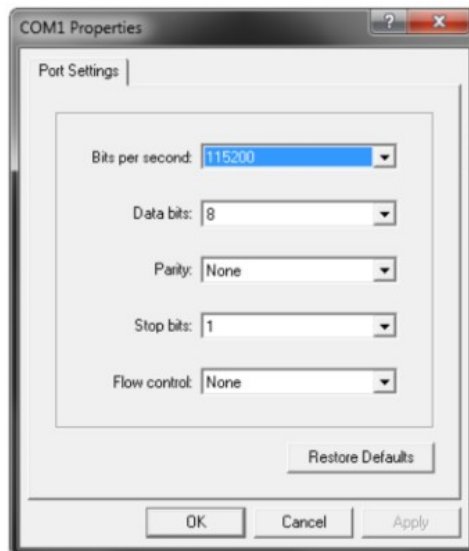 COM1 Properties
Port Settings
Bits per second: 115200
Data bits: 8
Parity: None
Stop bits: 1
Flow control: None
Restore Defaults
OK Cancel Apply